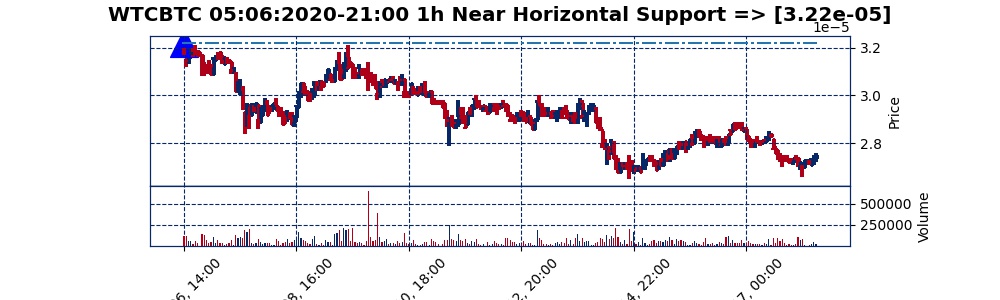 WTCBTC 05:06:2020-21:00 1h Near Horizontal Support => [3.22e-05]
1e−5
3.2
3.0
2.8
Price
500000
250000
Volume
6, 14:00
8, 16:00
0, 18:00
2, 20:00
4, 22:00
7, 00:00